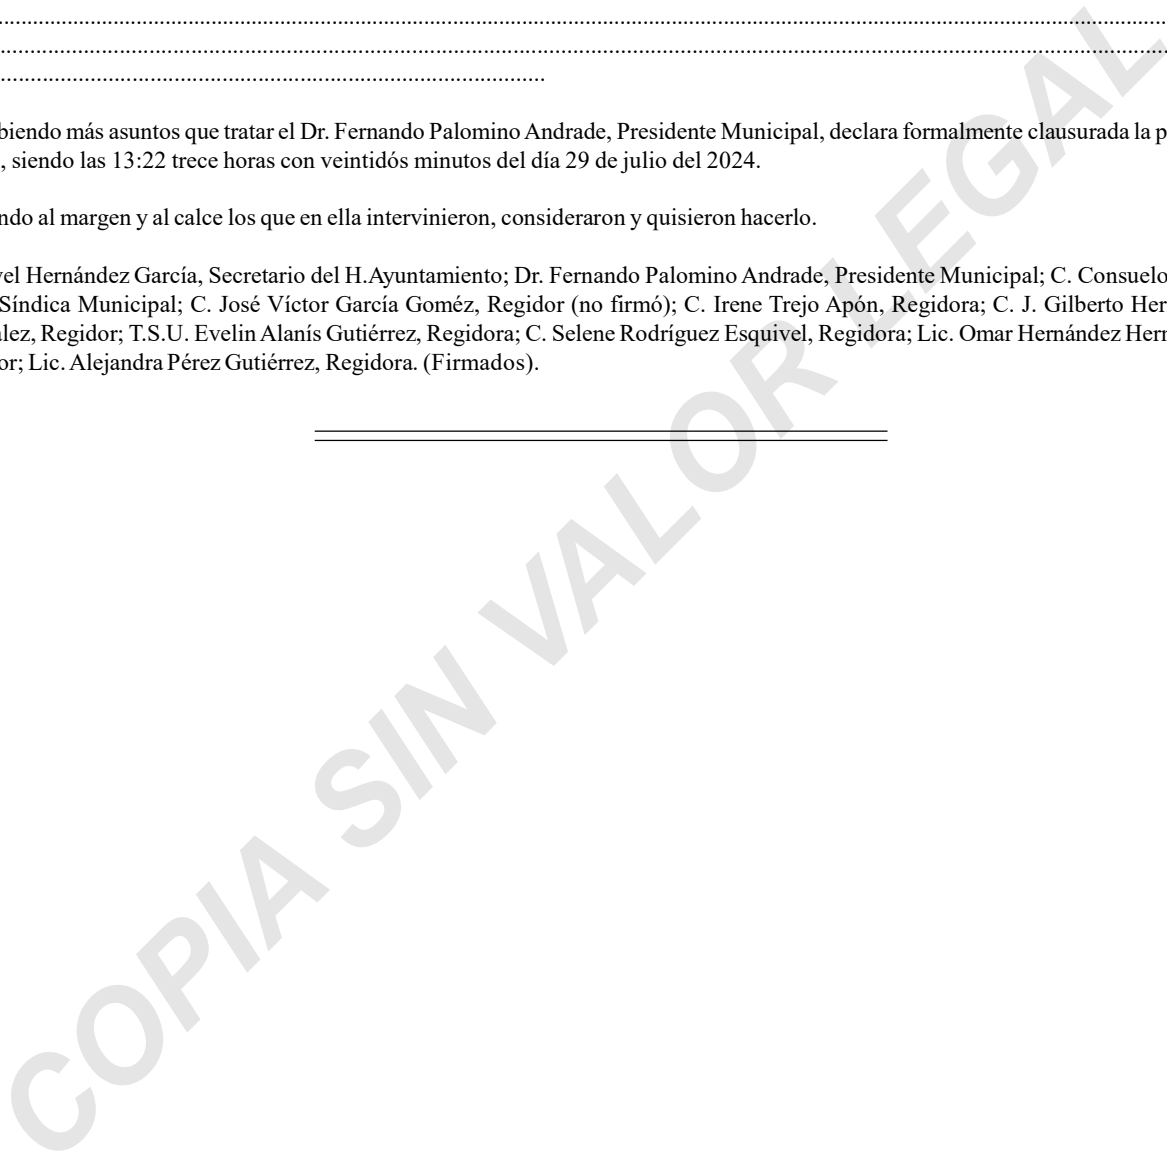 ........................................................................................................................................................................................................
........................................................................................................................................................................................................
..............................................................................................
biendo más asuntos que tratar el Dr. Fernando Palomino Andrade, Presidente Municipal, declara formalmente clausurada la p
, siendo las 13:22 trece horas con veintidós minutos del día 29 de julio del 2024.
ndo al margen y al calce los que en ella intervinieron, consideraron y quisieron hacerlo.
vel Hernández García, Secretario del H.Ayuntamiento; Dr. Fernando Palomino Andrade, Presidente Municipal; C. Consuelo
Síndica Municipal; C. José Víctor García Goméz, Regidor (no firmó); C. Irene Trejo Apón, Regidora; C. J. Gilberto Her
lez, Regidor; T.S.U. Evelin Alanís Gutiérrez, Regidora; C. Selene Rodríguez Esquivel, Regidora; Lic. Omar Hernández Hern
or; Lic. Alejandra Pérez Gutiérrez, Regidora. (Firmados).
COPIA SIN VALOR LEGAL